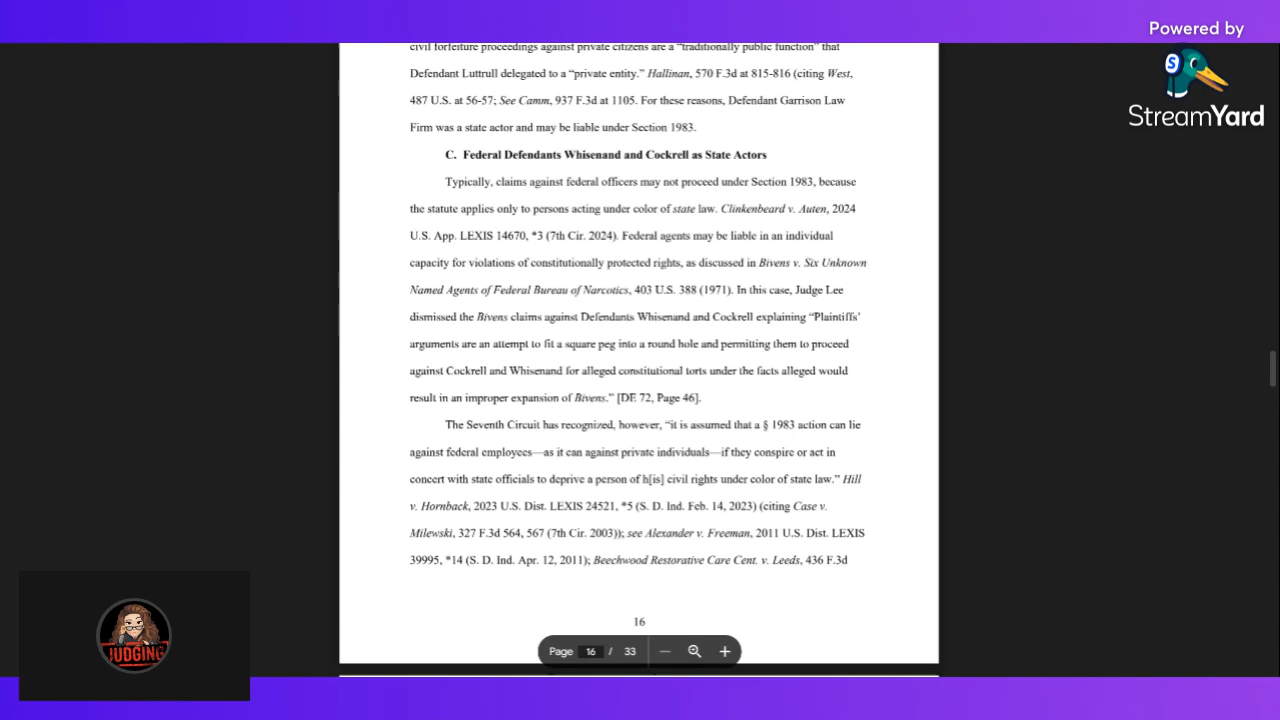 Powered by
StreamYard
civil forfeiture proceedings against private citizens are a “traditionally public function” that
Defendant Luttrull delegated to a “private entity.” Hallinan, 570 F.3d at 815-816 (citing West,
487 U.S. at 56-57; See Camm, 937 F.3d at 1105. For these reasons, Defendant Garrison Law
Firm was a state actor and may be liable under Section 1983.
C. Federal Defendants Whisenand and Cockrell as State Actors
Typically, claims against federal officers may not proceed under Section 1983, because
the statute applies only to persons acting under color of state law. Clinkenbeard v. Auten, 2024
U.S. App. LEXIS 14670, *3 (7th Cir. 2024). Federal agents may be liable in an individual
capacity for violations of constitutionally protected rights, as discussed in Bivens v. Six Unknown
Named Agents of Federal Bureau of Narcotics, 403 U.S. 388 (1971). In this case, Judge Lee
dismissed the Bivens claims against Defendants Whisenand and Cockrell explaining “Plaintiffs’
arguments are an attempt to fit a square peg into a round hole and permitting them to proceed
against Cockrell and Whisenand for alleged constitutional torts under the facts alleged would
result in an improper expansion of Bivens.” [DE 72, Page 46].
The Seventh Circuit has recognized, however, “it is assumed that a § 1983 action can lie
against federal employees—as it can against private individuals—if they conspire or act in
concert with state officials to deprive a person of h[is] civil rights under color of state law.” Hill
v. Hornback, 2023 U.S. Dist. LEXIS 24521, *5 (S. D. Ind. Feb. 14, 2023) (citing Case v.
Milewski, 327 F.3d 564, 567 (7th Cir. 2003)); see Alexander v. Freeman, 2011 U.S. Dist. LEXIS
39995, *14 (S. D. Ind. Apr. 12, 2011); Beechwood Restorative Care Cent. v. Leeds, 436 F.3d
16
Page 16 / 33
JUDGING